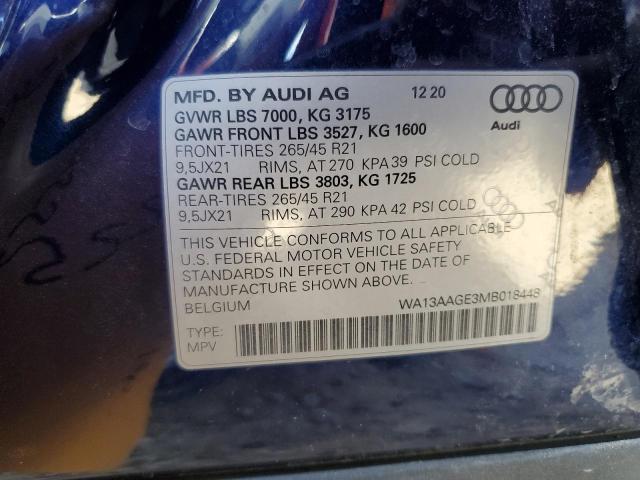 MFD. BY AUDI AG 12 20
GVWR LBS 7000, KG 3175
GAWR FRONT LBS 3527, KG 1600
Audi
FRONT-TIRES 265/45 R21
9,5JX21 RIMS, AT 270 KPA 39 PSI COLD
GAWR REAR LBS 3803, KG 1725
REAR-TIRES 265/45 R21
9,5JX21 RIMS, AT 290 KPA 42 PSI COLD
THIS VEHICLE CONFORMS TO ALL APPLICABLE
U.S. FEDERAL MOTOR VEHICLE SAFETY
STANDARDS IN EFFECT ON THE DATE OF
MANUFACTURE SHOWN ABOVE.
BELGIUM WA13AAGE3MB018448
TYPE:
MPV